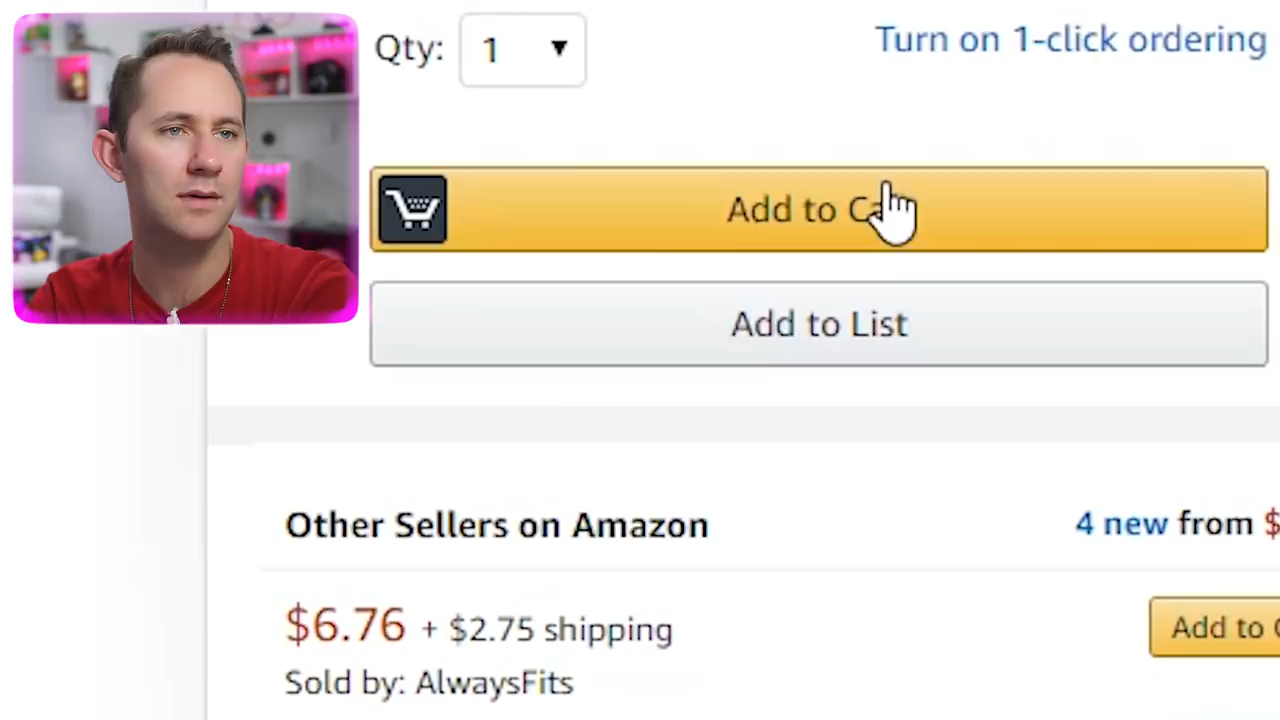 Qty: 1
Turn on 1-click ordering
Add to
Add to List
Other Sellers on Amazon
4 new from $
$6.76 + $2.75 shipping
Add to
Sold by: AlwaysFits